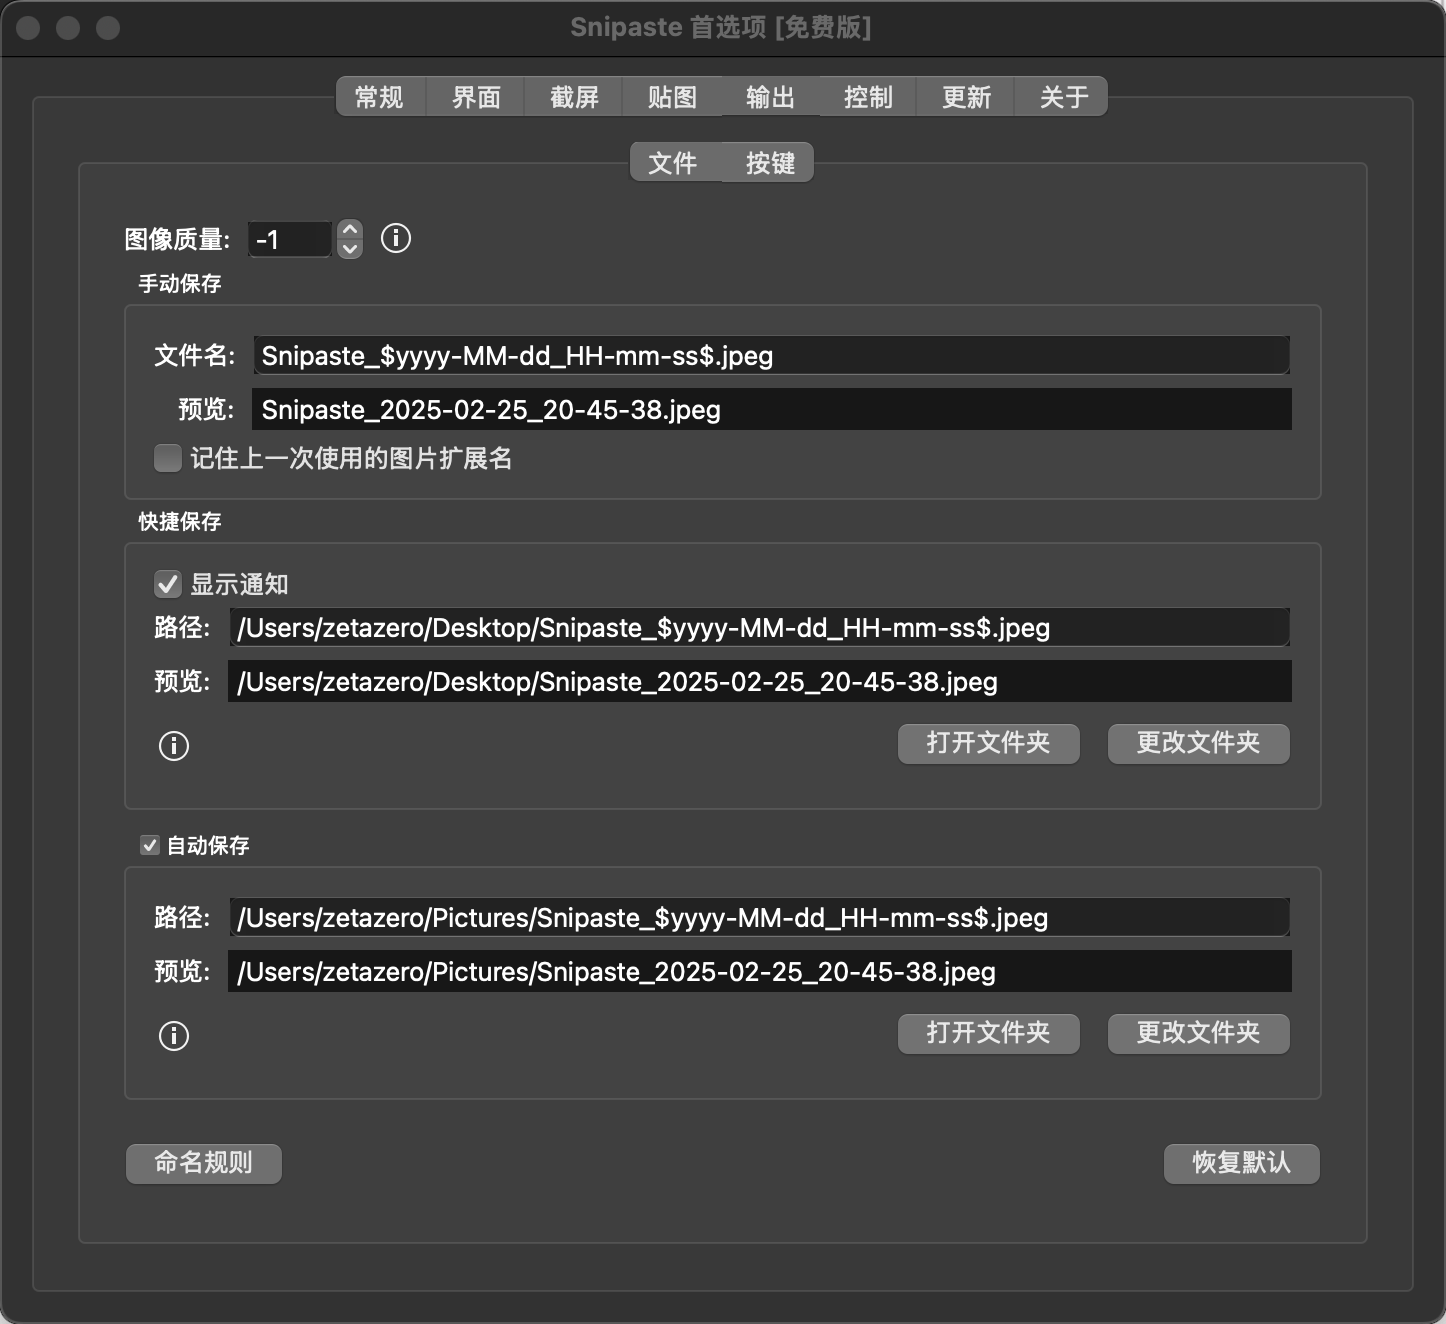 Snipaste 首选项 [免费版]
常规 界面 截屏 贴图 输出 控制 更新 关于
文件 按键
图像质量: -1
手动保存
文件名: Snipaste_$yyyy-MM-dd_HH-mm-ss$.jpeg
预览: Snipaste_2025-02-25_20-45-38.jpeg
记住上一次使用的图片扩展名
快捷保存
显示通知
路径: /Users/zetazero/Desktop/Snipaste_$yyyy-MM-dd_HH-mm-ss$.jpeg
预览: /Users/zetazero/Desktop/Snipaste_2025-02-25_20-45-38.jpeg
打开文件夹 更改文件夹
自动保存
路径: /Users/zetazero/Pictures/Snipaste_$yyyy-MM-dd_HH-mm-ss$.jpeg
预览: /Users/zetazero/Pictures/Snipaste_2025-02-25_20-45-38.jpeg
打开文件夹 更改文件夹
命名规则 恢复默认